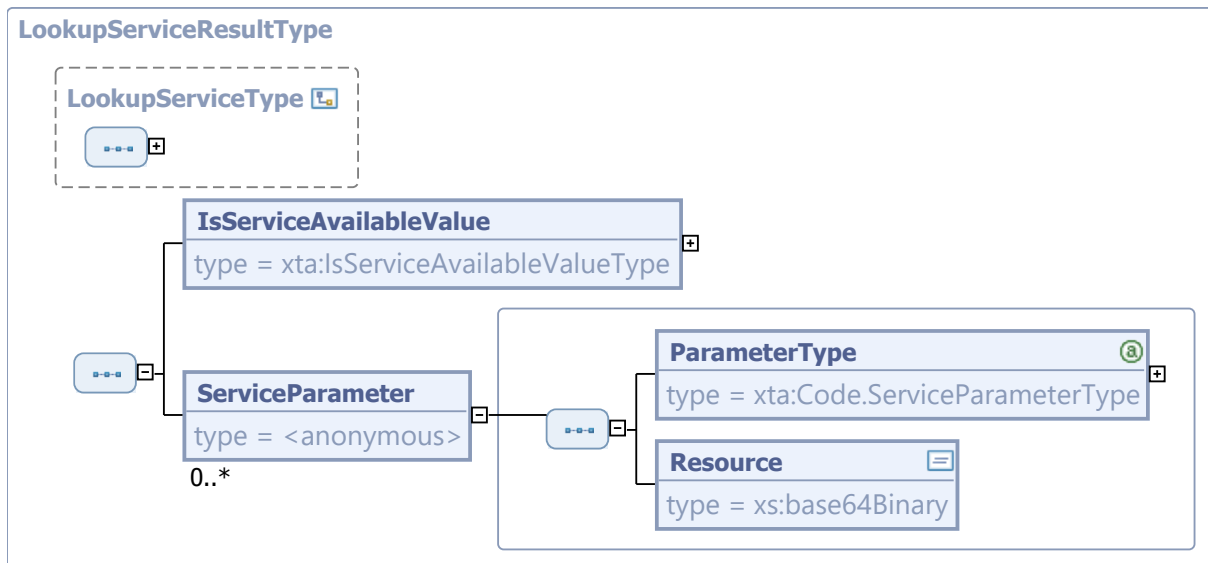 LookupServiceResultType
LookupServiceType
IsServiceAvailableValue
type = xta:IsServiceAvailableValueType
ServiceParameter
type = <anonymous>
0..*
ParameterType
type = xta:Code.ServiceParameterType
Resource
type = xs:base64Binary